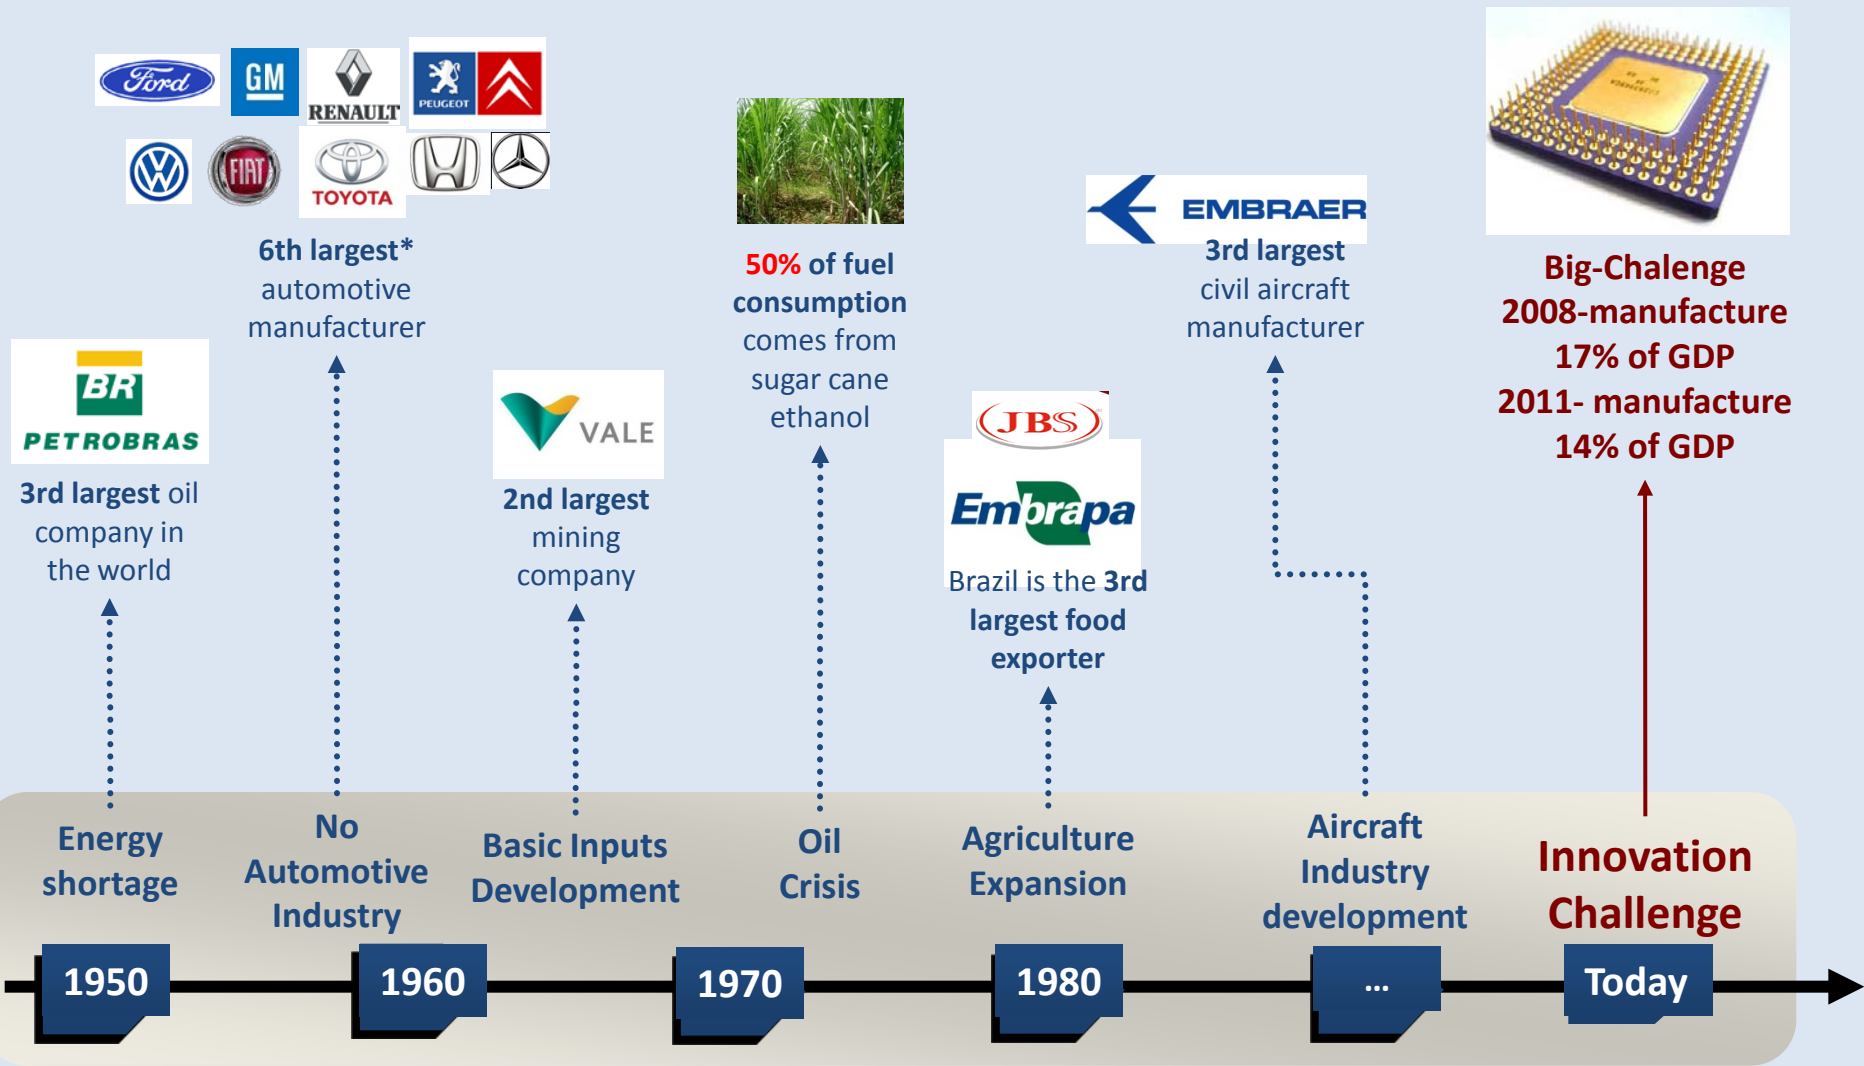 Ford
GM
RENAULT
PEUGEOT
FIAT
TOYOTA
6th largest*
automotive
manufacturer
BR
PETROBRAS
3rd largest oil
company in
the world
VALE
2nd largest
mining
company
50% of fuel
consumption
comes from
sugar cane
ethanol
JBS
Embrapa
Brazil is the 3rd
largest food
exporter
EMBRAER
3rd largest
civil aircraft
manufacturer
Big-Chalenge
2008-manufacture
17% of GDP
2011- manufacture
14% of GDP
Energy
shortage
No
Automotive
Industry
Basic Inputs
Development
Oil
Crisis
Agriculture
Expansion
Aircraft
Industry
development
Innovation
Challenge
1950
1960
1970
1980
...
Today